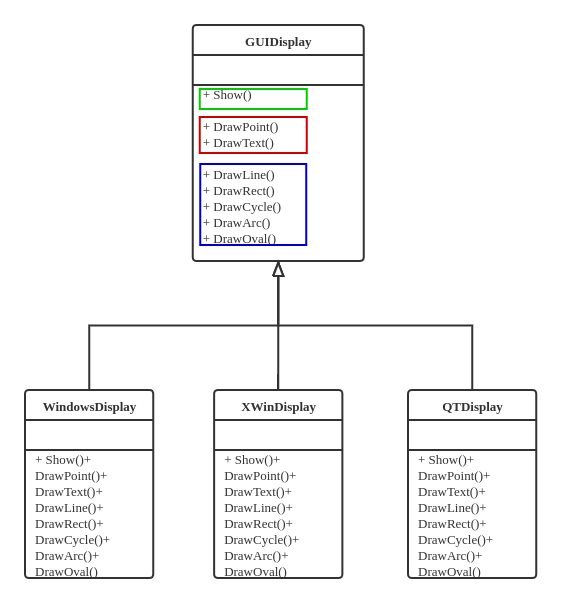 GUIDisplay
+ Show()
+ DrawPoint()
+ DrawText()
+ DrawLine()
+ DrawRect()
+ DrawCycle()
+ DrawArc()
+ DrawOval()
WindowsDisplay
+ Show()+
DrawPoint()+
DrawText()+
DrawLine()+
DrawRect()+
DrawCycle()+
DrawArc()+
DrawOval()
XWinDisplay
+ Show()+
DrawPoint()+
DrawText()+
DrawLine()+
DrawRect()+
DrawCycle()+
DrawArc()+
DrawOval()
QTDisplay
+ Show()+
DrawPoint()+
DrawText()+
DrawLine()+
DrawRect()+
DrawCycle()+
DrawArc()+
DrawOval()